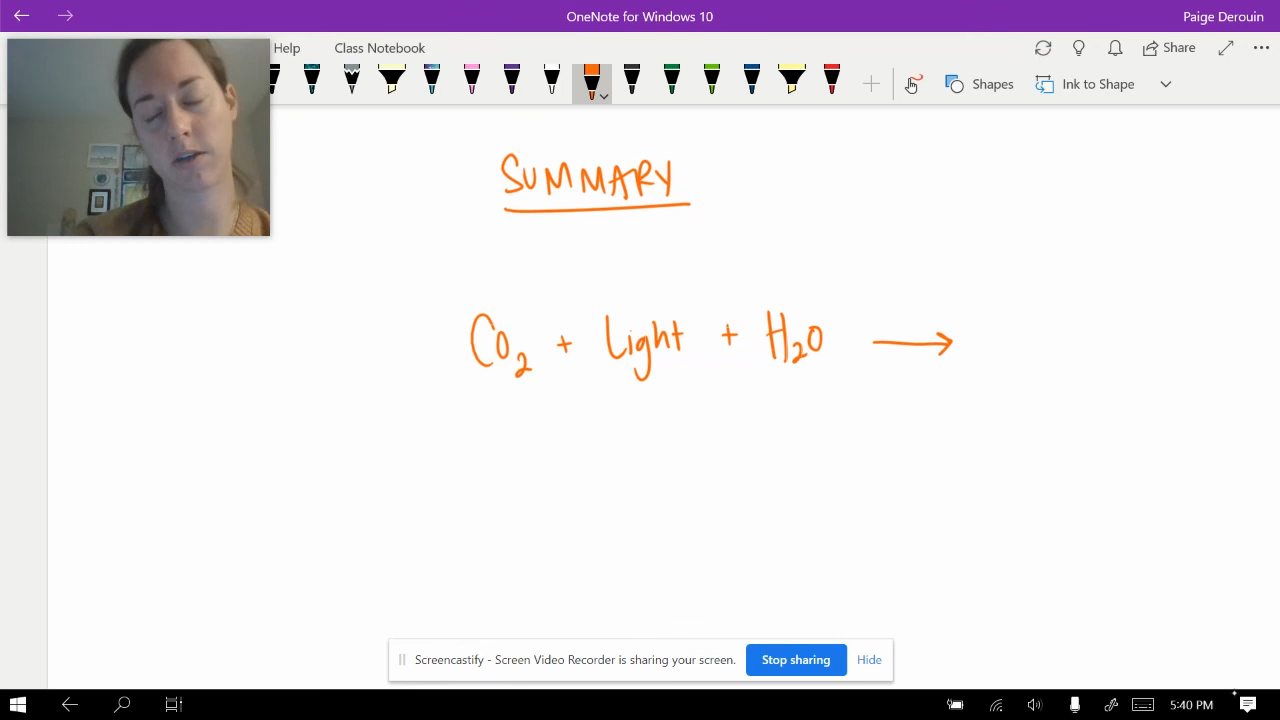 OneNote for Windows 10
Paige Derouin
Help Class Notebook
Share
Shapes Ink to Shape
SUMMARY
CO₂ + Light + H₂O →
Screencastify - Screen Video Recorder is sharing your screen. Stop sharing Hide
5:40 PM